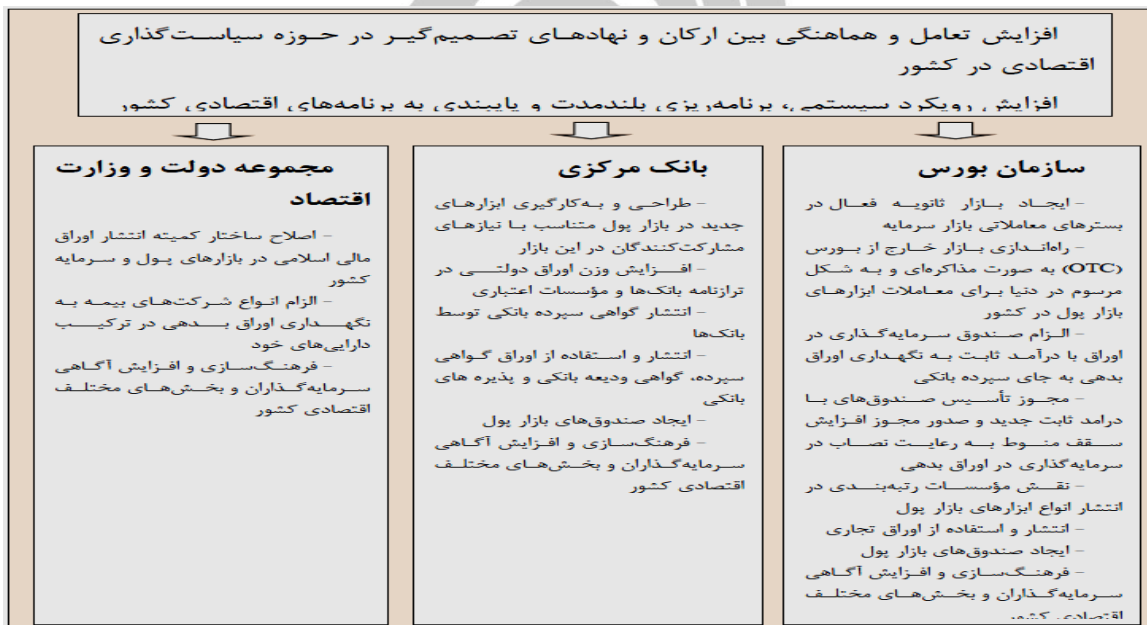 افزایش تعامل و هماهنگی بین ارکان و نهادهای تصمیم‌گیر در حوزه سیاست‌گذاری
اقتصادی در کشور
افزایش رویکرد سیستمی، برنامه‌ریزی بلندمدت و پایبندی به برنامه‌های اقتصادی کشور
سازمان بورس
- ایجاد بازار ثانویه فعال در
بسترهای معاملاتی بازار سرمایه
- راه‌اندازی بازار خارج از بورس
(OTC) به صورت مذاکره‌ای و به شکل
مرسوم در دنیا برای معاملات ابزارهای
بازار پول در کشور
- الزام صندوق سرمایه‌گذاری در
اوراق با درآمد ثابت به نگهداری اوراق
بدهی به جای سپرده بانکی
- مجوز تأسیس صندوق‌های با
درامد ثابت جدید و صدور مجوز افزایش
سقف منوط به رعایت نصاب در
سرمایه‌گذاری در اوراق بدهی
- نقش مؤسسات رتبه‌بندی در
انتشار انواع ابزارهای بازار پول
- انتشار و استفاده از اوراق تجاری
- ایجاد صندوق‌های بازار پول
- فرهنگ‌سازی و افزایش آگاهی
سرمایه‌گذاران و بخش‌های مختلف
اقتصادی کشور
بانک مرکزی
- طراحی و به‌کارگیری ابزارهای
جدید در بازار پول متناسب با نیازهای
مشارکت‌کنندگان در این بازار
- افزایش وزن اوراق دولتی در
ترازنامه بانک‌ها و مؤسسات اعتباری
- انتشار گواهی سپرده بانکی توسط
بانک‌ها
- انتشار و استفاده از اوراق گواهی
سپرده، گواهی ودیعه بانکی و پذیره های
بانکی
- ایجاد صندوق‌های بازار پول
- فرهنگ‌سازی و افزایش آگاهی
سرمایه‌گذاران و بخش‌های مختلف
اقتصادی کشور
مجموعه دولت و وزارت
اقتصاد
- اصلاح ساختار کمیته انتشار اوراق
مالی اسلامی در بازارهای پول و سرمایه
کشور
- الزام انواع شرکت‌های بیمه به
نگهداری اوراق بدهی در ترکیب
دارایی‌های خود
- فرهنگ‌سازی و افزایش آگاهی
سرمایه‌گذاران و بخش‌های مختلف
اقتصادی کشور